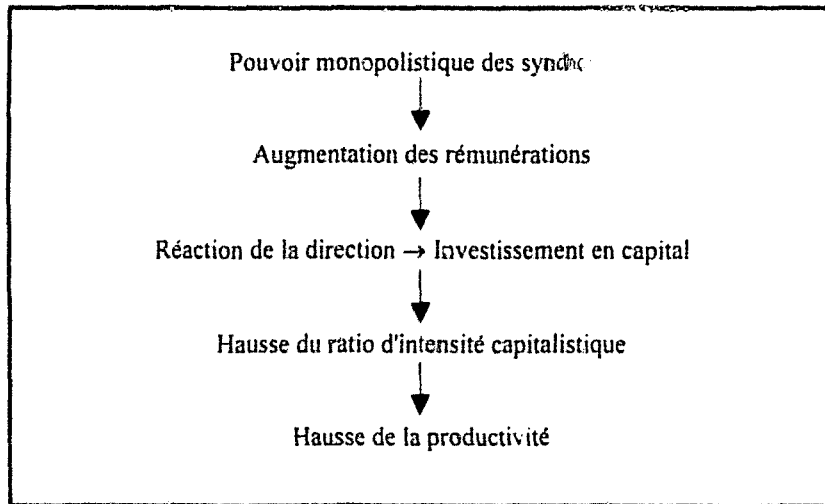 Pouvoir monopolistique des
Augmentation des rémunérations
Réaction de la direction → Investissement en capital
Hausse du ratio d'intensité capitalistique
Hausse de la productivité